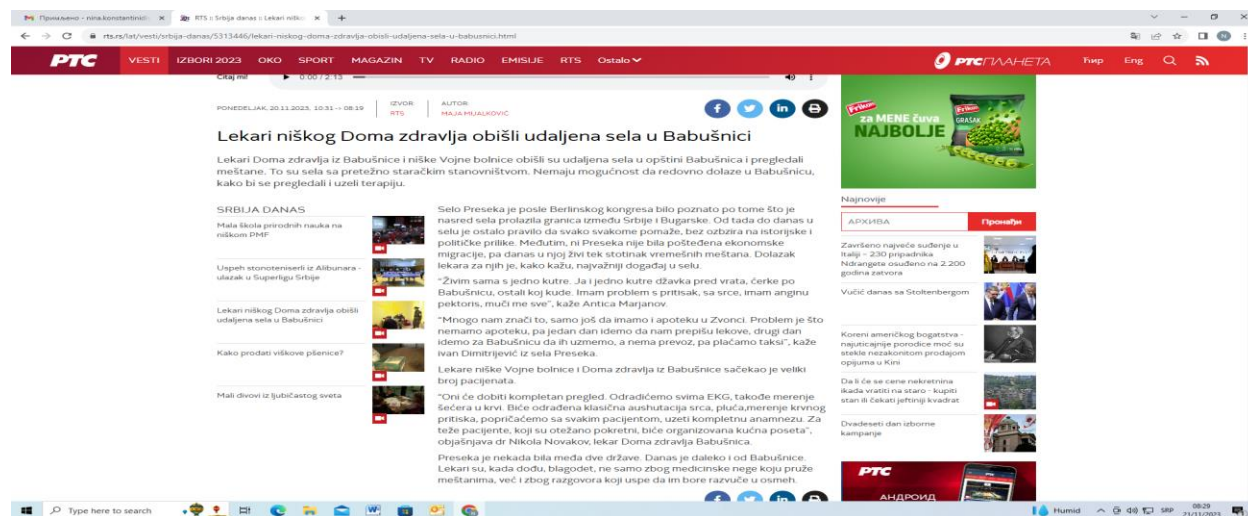 Примљено - nina.konstantinidi
RTS :: Srbija danas :: Lekari niško
rts.rs/lat/vesti/srbija-danas/5313446/lekari-niskog-doma-zdravlja-obisli-udaljena-sela-u-babusnici.html
РТС VESTI IZBORI 2023 OKO SPORT MAGAZIN TV RADIO EMISIJE RTS Ostalo РТС ПЛАНЕТА Ћир Eng
Čitaj mi!
0:00 / 2:13
PONEDELJAK, 20.11.2023, 10:31 -> 08:19
IZVOR:
RTS
AUTOR:
MAJA MIJALKOVIĆ
Lekari niškog Doma zdravlja obišli udaljena sela u Babušnici
Lekari Doma zdravlja iz Babušnice i niške Vojne bolnice obišli su udaljena sela u opštini Babušnica i pregledali
meštane. To su sela sa pretežno staračkim stanovništvom. Nemaju mogućnost da redovno dolaze u Babušnicu,
kako bi se pregledali i uzeli terapiju.
SRBIJA DANAS
Mala škola prirodnih nauka na
niškom PMF
Uspeh stonoteniserli iz Alibunara -
ulazak u Superligu Srbije
Lekari niškog Doma zdravlja obišli
udaljena sela u Babušnici
Kako prodati viškove pšenice?
Mali divovi iz ljubičastog sveta
Selo Preseka je posle Berlinskog kongresa bilo poznato po tome što je
nasred sela prolazila granica između Srbije i Bugarske. Od tada do danas u
selu je ostalo pravilo da svako svakome pomaže, bez ozbzira na istorijske i
političke prilike. Međutim, ni Preseka nije bila pošteđena ekonomske
migracije, pa danas u njoj živi tek stotinak vremešnih meštana. Dolazak
lekara za njih je, kako kažu, najvažniji događaj u selu.
"Živim sama s jedno kutre. Ja i jedno kutre džavka pred vrata, ćerke po
Babušnicu, ostali koj kude. Imam problem s pritisak, sa srce, imam anginu
pektoris, muči me sve", kaže Antica Marjanov.
"Mnogo nam znači to, samo još da imamo i apoteku u Zvonci. Problem je što
nemamo apoteku, pa jedan dan idemo da nam prepišu lekove, drugi dan
idemo za Babušnicu da ih uzmemo, a nema prevoz, pa plaćamo taksi", kaže
ivan Dimitrijević iz sela Preseka.
Lekare niške Vojne bolnice i Doma zdravlja iz Babušnice sačekao je veliki
broj pacijenata.
"Oni će dobiti kompletan pregled. Odradićemo svima EKG, takođe merenje
šećera u krvi. Biće odrađena klasična aushutacija srca, pluća,merenje krvnog
pritiska, popričaćemo sa svakim pacijentom, uzeti kompletnu anamnezu. Za
teže pacijente, koji su otežano pokretni, biće organizovana kućna poseta",
objašnjava dr Nikola Novakov, lekar Doma zdravlja Babušnica.
Preseka je nekada bila među dve države. Danas je daleko i od Babušnice.
Lekari su, kada dođu, blagodet, ne samo zbog medicinske nege koju pruže
meštanima, već i zbog razgovora koji uspe da im bore razvuče u osmeh.
Frikom
za MENE čuva
NAJBOLJE
GRAŠAK
Najnovije
АРХИВА
Пронађи
Završeno najveće suđenje u
Italiji – 230 pripadnika
Ndrangete osuđeno na 2.200
godina zatvora
Vučić danas sa Stoltenbergom
Koreni američkog bogatstva -
najuticajnije porodice moć su
stekle nezakonitom prodajom
opijuma u Kini
Da li će se cene nekretnina
ikada vratiti na staro - kupiti
stan ili čekati jeftiniji kvadrat
Dvadeseti dan izborne
kampanje
РТС
АНДРОИД
Type here to search
Humid
SRP
08:29
21/11/2023